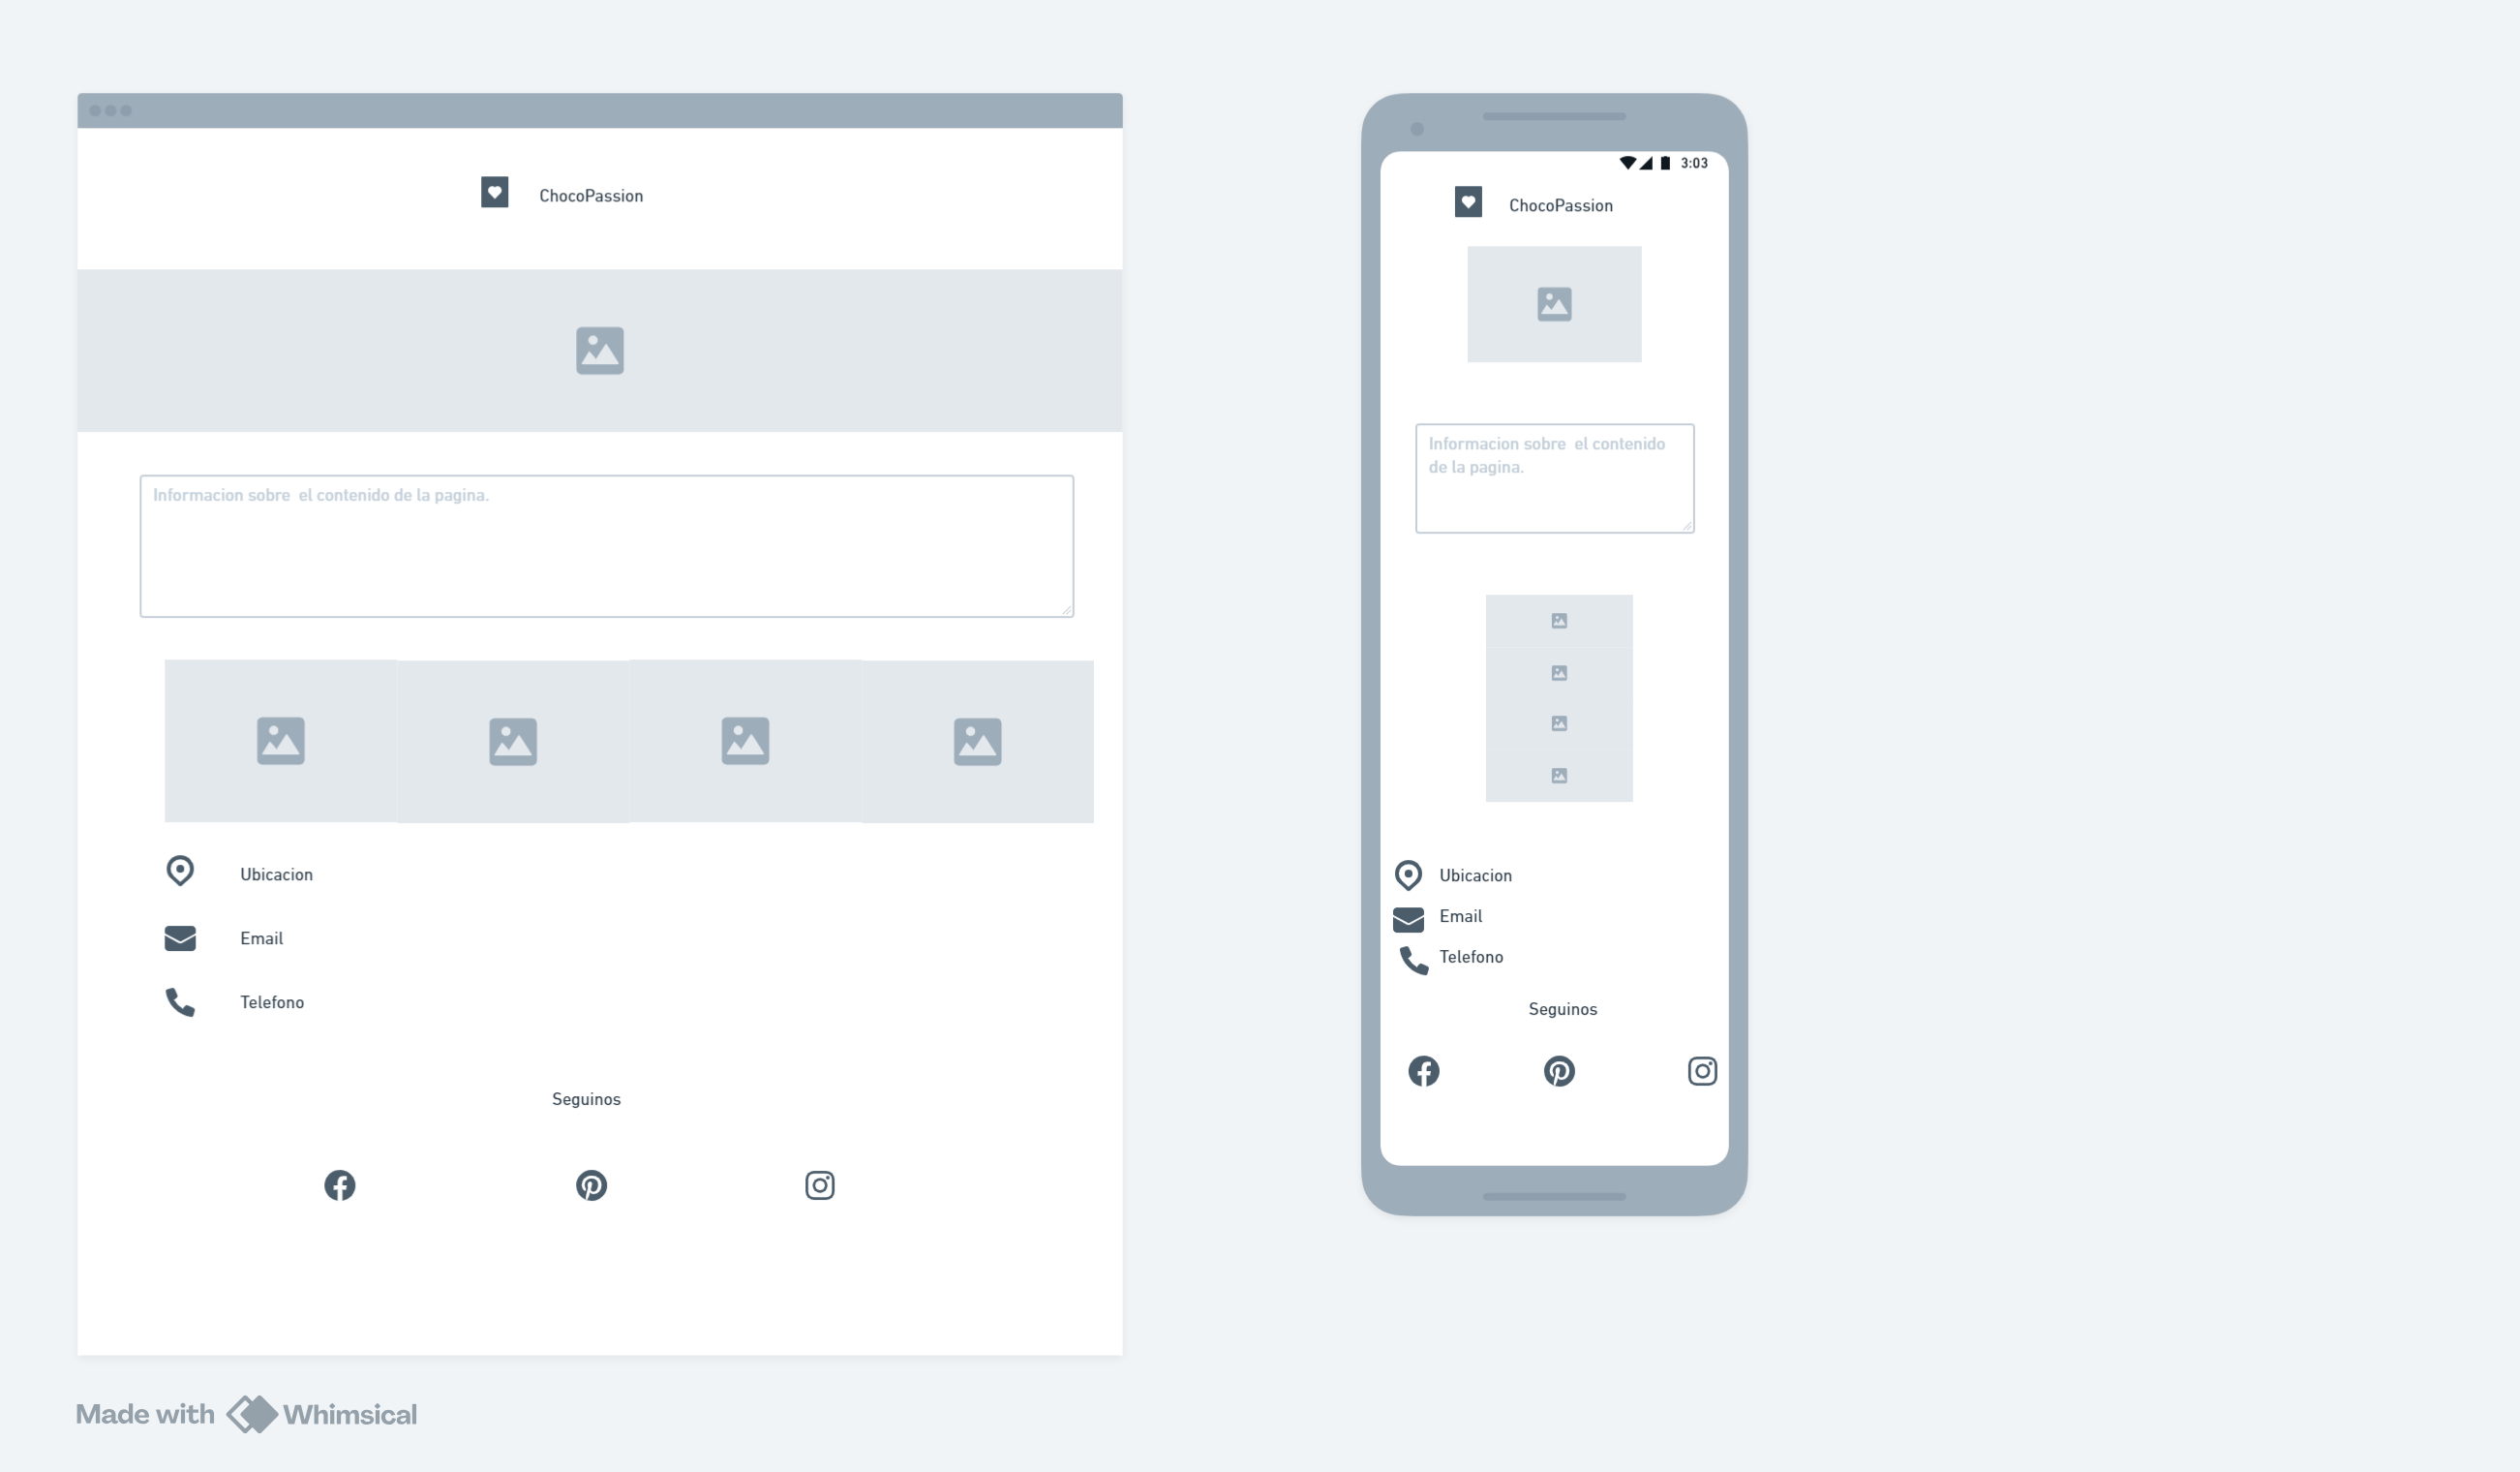 ChocoPassion
Informacion sobre  el contenido de la pagina.
Ubicacion
Email
Telefono
Seguinos
3:03
ChocoPassion
Informacion sobre  el contenido
de la pagina.
Ubicacion
Email
Telefono
Seguinos
Made with Whimsical